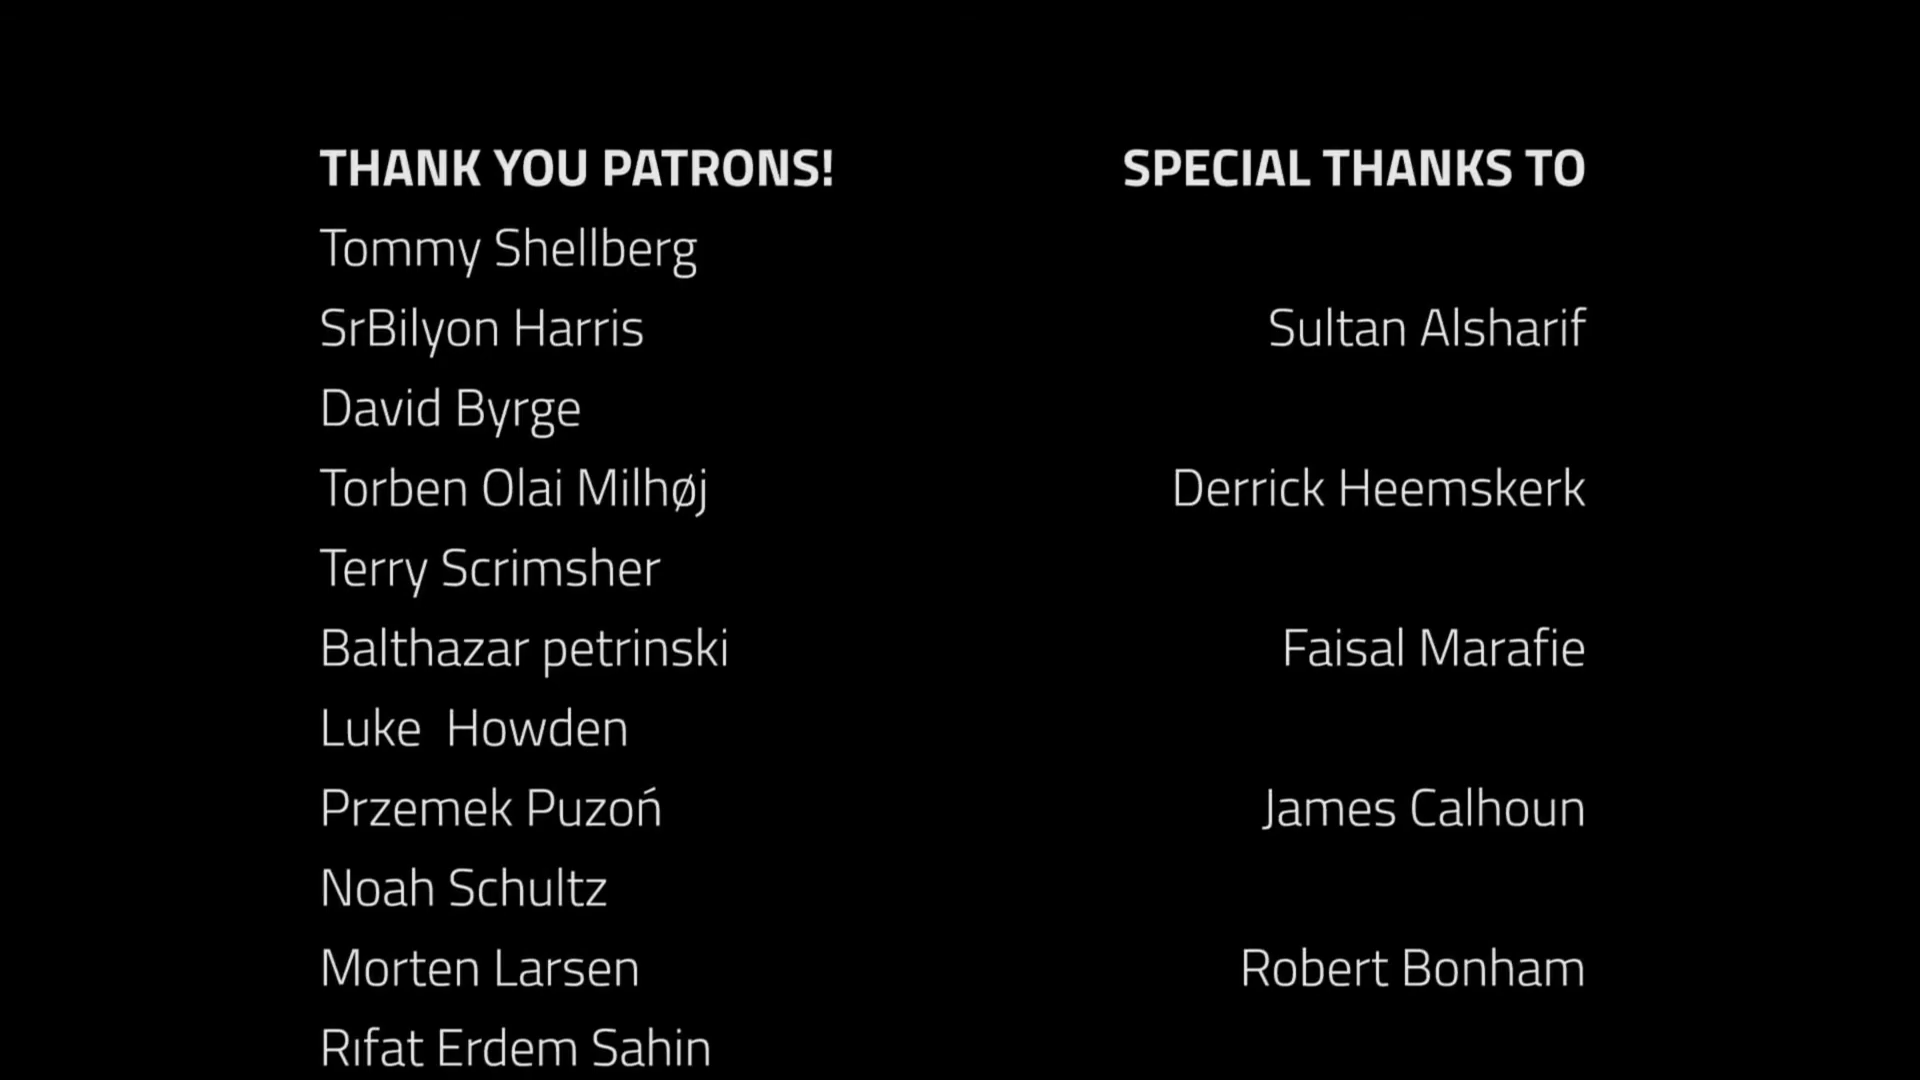 THANK YOU PATRONS!
Tommy Shellberg
SrBilyon Harris
David Byrge
Torben Olai Milhøj
Terry Scrimsher
Balthazar petrinski
Luke  Howden
Przemek Puzoń
Noah Schultz
Morten Larsen
Rıfat Erdem Sahin
SPECIAL THANKS TO
Sultan Alsharif
Derrick Heemskerk
Faisal Marafie
James Calhoun
Robert Bonham